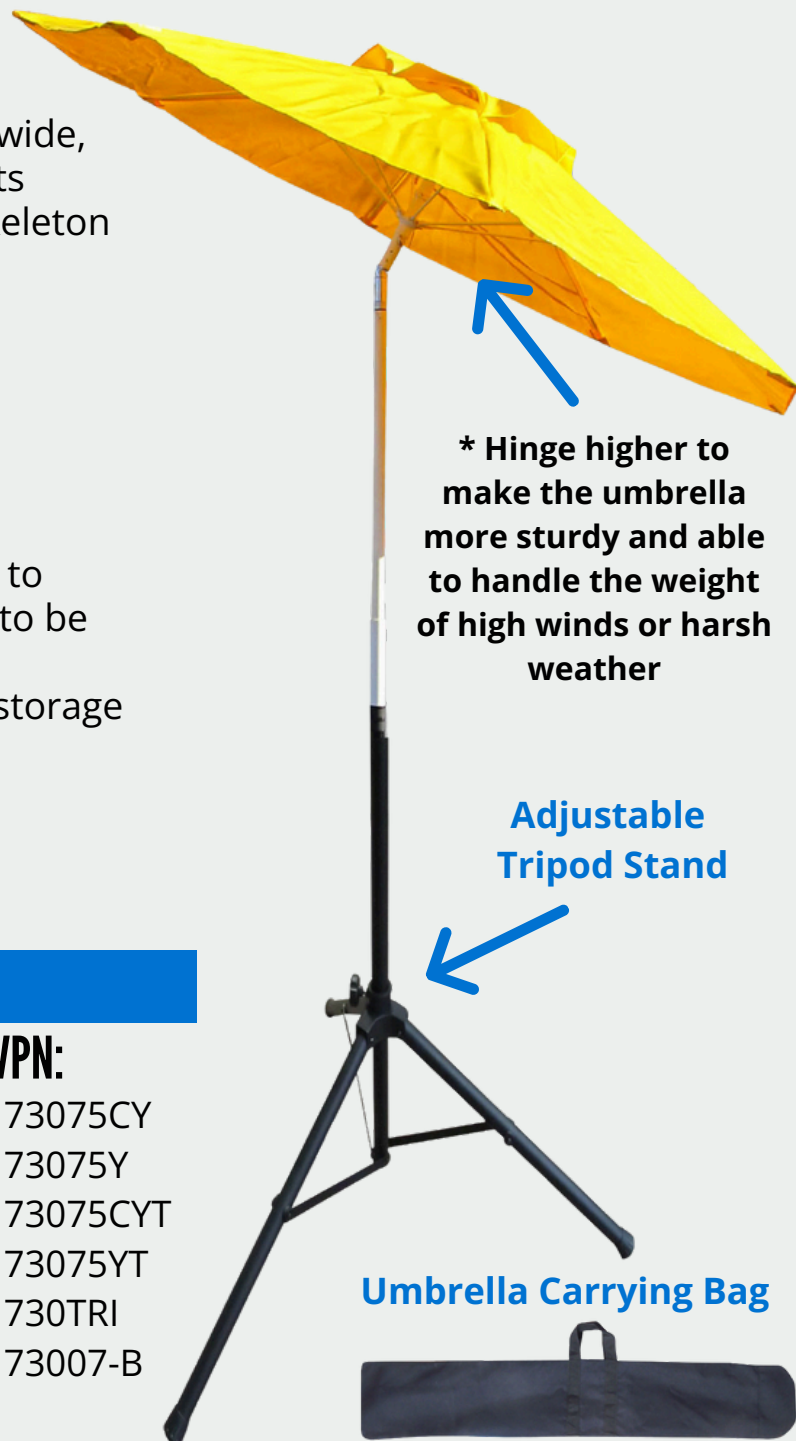 wide,
ts
eleton
* Hinge higher to
make the umbrella
more sturdy and able
to handle the weight
of high winds or harsh
weather
to
to be
storage
Adjustable
Tripod Stand
VPN:
73075CY
73075Y
73075CYT
73075YT
730TRI
73007-B
Umbrella Carrying Bag